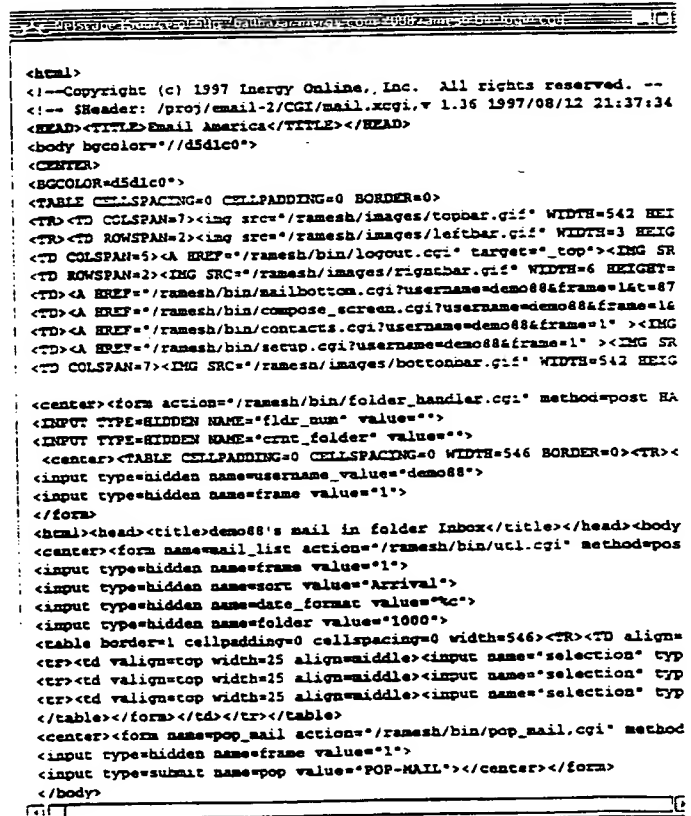 <html>
<!--Copyright (c) 1997 Inergy Online, Inc. All rights reserved. --
<!-- $Header: /proj/email-2/CGI/mail.xcgi,v 1.36 1997/08/12 21:37:34
<HEAD><TITLE>Email America</TITLE></HEAD>
<body bgcolor="//d5d1c0">
<CENTER>
<BGCOLOR=d5d1c0">
<TABLE CELLSPACING=0 CELLPADDING=0 BORDER=0>
<TR><TD COLSPAN=7><img src="/ramesh/images/topbar.gif" WIDTH=542 HEI
<TR><TD ROWSPAN=2><img src="/ramesh/images/leftbar.gif" WIDTH=3 HEIG
<TD COLSPAN=5><A HREF="/ramesh/bin/logout.cgi" target="_top"><IMG SR
<TD ROWSPAN=2><IMG SRC="/ramesh/images/rightbar.gif" WIDTH=6 HEIGHT=
<TD><A HREF="/ramesh/bin/mailbottom.cgi?username=demo88&frame=1&t=87
<TD><A HREF="/ramesh/bin/compose_screen.cgi?username=demo88&frame=1&
<TD><A HREF="/ramesh/bin/contacts.cgi?username=demo88&frame=1" ><IMG
<TD><A HREF="/ramesh/bin/setup.cgi?username=demo88&frame=1" ><IMG SR
<TD COLSPAN=7><IMG SRC="/ramesh/images/bottombar.gif" WIDTH=542 HEIG
<center><form action="/ramesh/bin/folder_handler.cgi" method=post HA
<INPUT TYPE=HIDDEN NAME="fldr_num" value="">
<INPUT TYPE=HIDDEN NAME="crnt_folder" value="">
<center><TABLE CELLPADDING=0 CELLSPACING=0 WIDTH=546 BORDER=0><TR><
<input type=hidden name=username_value="demo88">
<input type=hidden name=frame value="1">
</form>
<html><head><title>demo88's mail in folder Inbox</title></head><body
<center><form name=mail_list action="/ramesh/bin/utl.cgi" method=pos
<input type=hidden name=frame value="1">
<input type=hidden name=sort value="Arrival">
<input type=hidden name=date_format value="%c">
<input type=hidden name=folder value="1000">
<table border=1 cellpadding=0 cellspacing=0 width=546><TR><TD align=
<tr><td valign=top width=25 align=middle><input name="selection" typ
<tr><td valign=top width=25 align=middle><input name="selection" typ
<tr><td valign=top width=25 align=middle><input name="selection" typ
</table></form></td></tr></table>
<center><form name=pop_mail action="/ramesh/bin/pop_mail.cgi" method
<input type=hidden name=frame value="1">
<input type=submit name=pop value="POP-MAIL"></center></form>
</body>